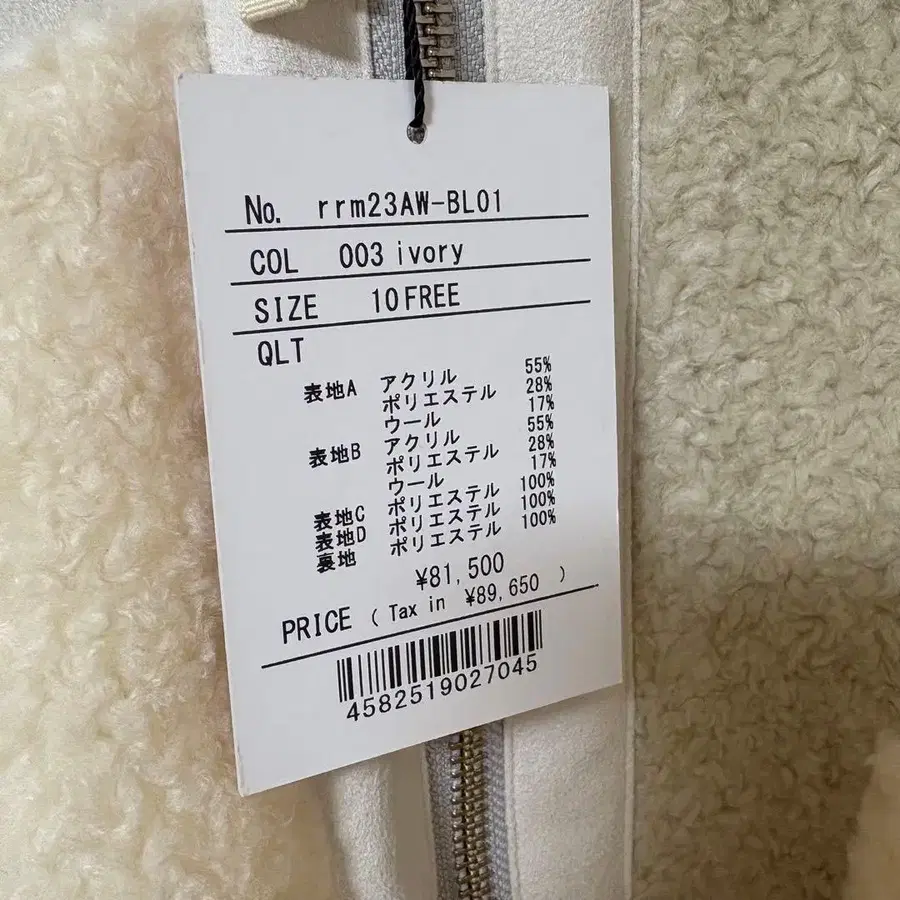 No. rrm23AW-BL01
COL 003 ivory
SIZE 10FREE
QLT
表地A アクリル 55%
ポリエステル 28%
ウール 17%
表地B アクリル 55%
ポリエステル 28%
ウール 17%
表地C ポリエステル 100%
表地D ポリエステル 100%
裏地 ポリエステル 100%
¥81,500
PRICE ( Tax in ¥89,650 )
4582519027045